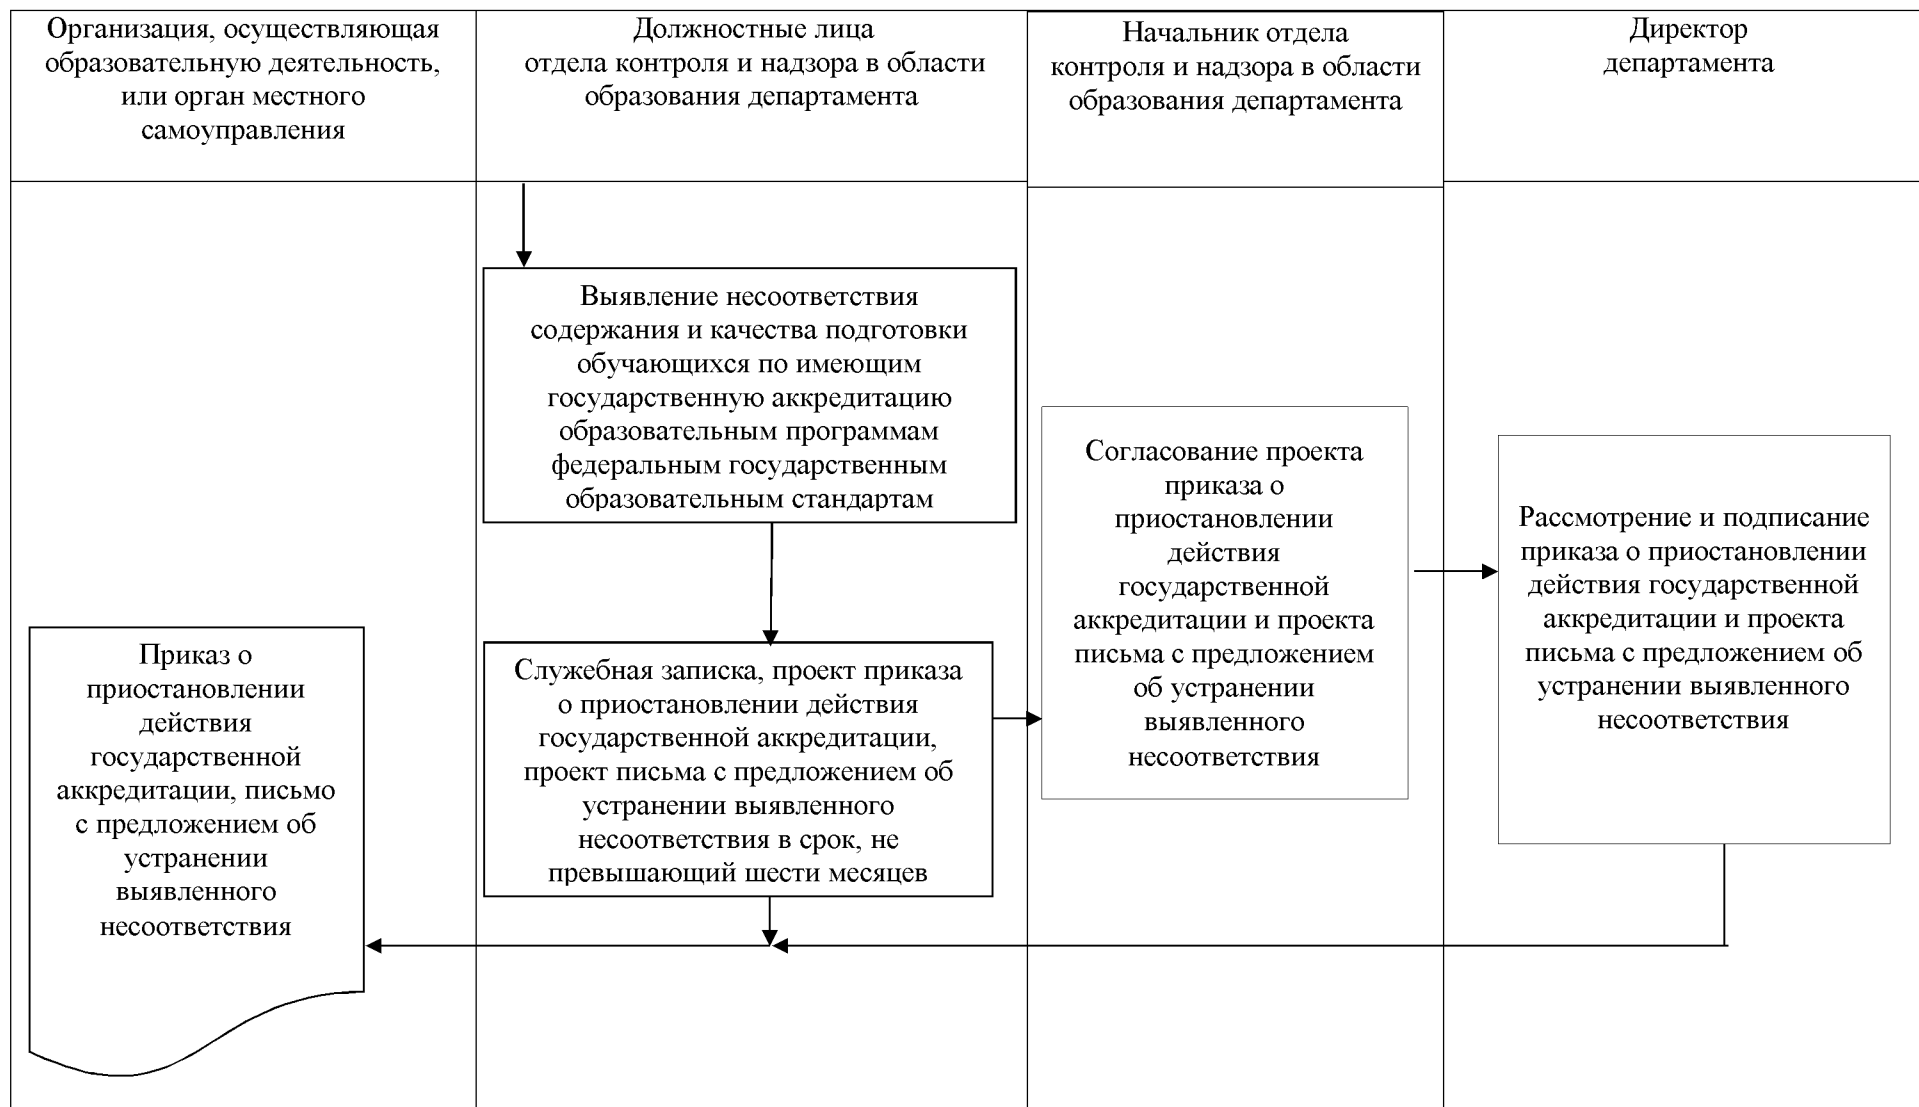 Организация, осуществляющая
образовательную деятельность,
или орган местного
самоуправления
Должностные лица
отдела контроля и надзора в области
образования департамента
Начальник отдела
контроля и надзора в области
образования департамента
Директор
департамента
Выявление несоответствия
содержания и качества подготовки
обучающихся по имеющим
государственную аккредитацию
образовательным программам
федеральным государственным
образовательным стандартам
Служебная записка, проект приказа
о приостановлении действия
государственной аккредитации,
проект письма с предложением об
устранении выявленного
несоответствия в срок, не
превышающий шести месяцев
Согласование проекта
приказа о
приостановлении
действия
государственной
аккредитации и проекта
письма с предложением
об устранении
выявленного
несоответствия
Рассмотрение и подписание
приказа о приостановлении
действия государственной
аккредитации и проекта
письма с предложением об
устранении выявленного
несоответствия
Приказ о
приостановлении
действия
государственной
аккредитации, письмо
с предложением об
устранении
выявленного
несоответствия